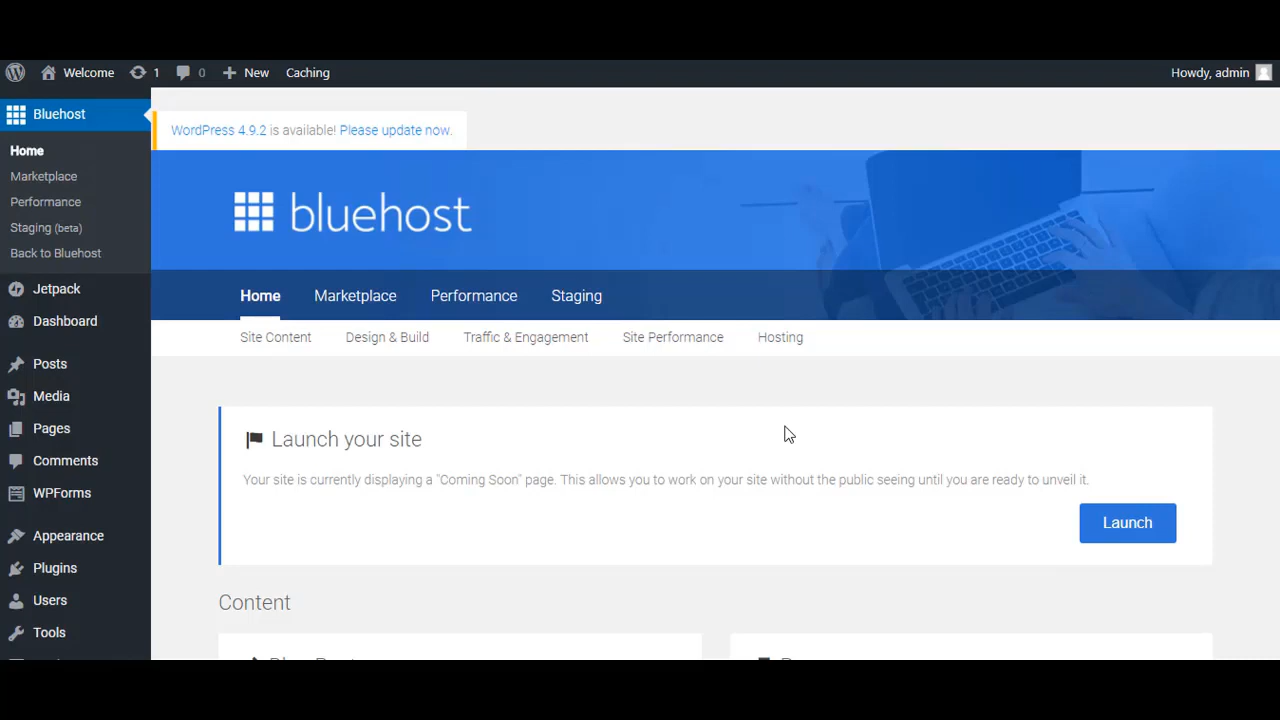 Welcome 1 0 New Caching Howdy, admin
Bluehost
Home
Marketplace
Performance
Staging (beta)
Back to Bluehost
Jetpack
Dashboard
Posts
Media
Pages
Comments
WPForms
Appearance
Plugins
Users
Tools
WordPress 4.9.2 is available! Please update now.
bluehost
Home Marketplace Performance Staging
Site Content Design & Build Traffic & Engagement Site Performance Hosting
Launch your site
Your site is currently displaying a "Coming Soon" page. This allows you to work on your site without the public seeing until you are ready to unveil it.
Launch
Content